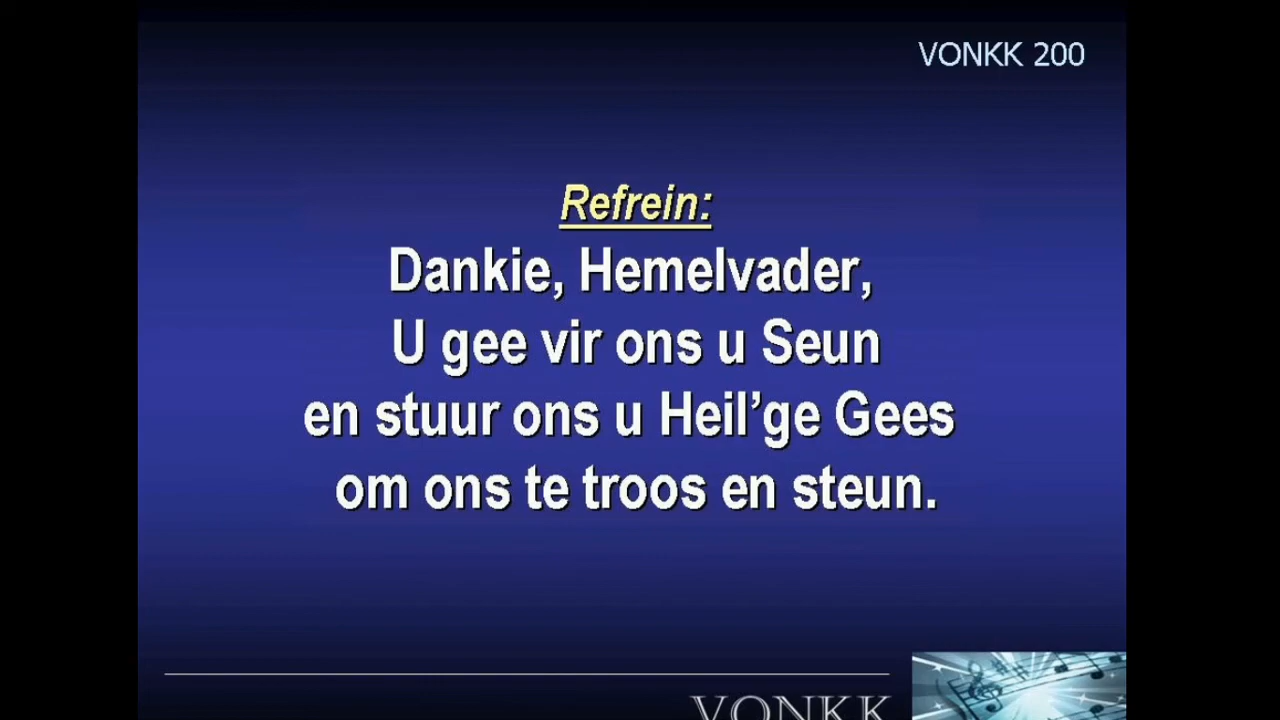 VONKK 200
Refrein:
Dankie, Hemelvader,
U gee vir ons u Seun
en stuur ons u Heil’ge Gees
om ons te troos en steun.
VONKK